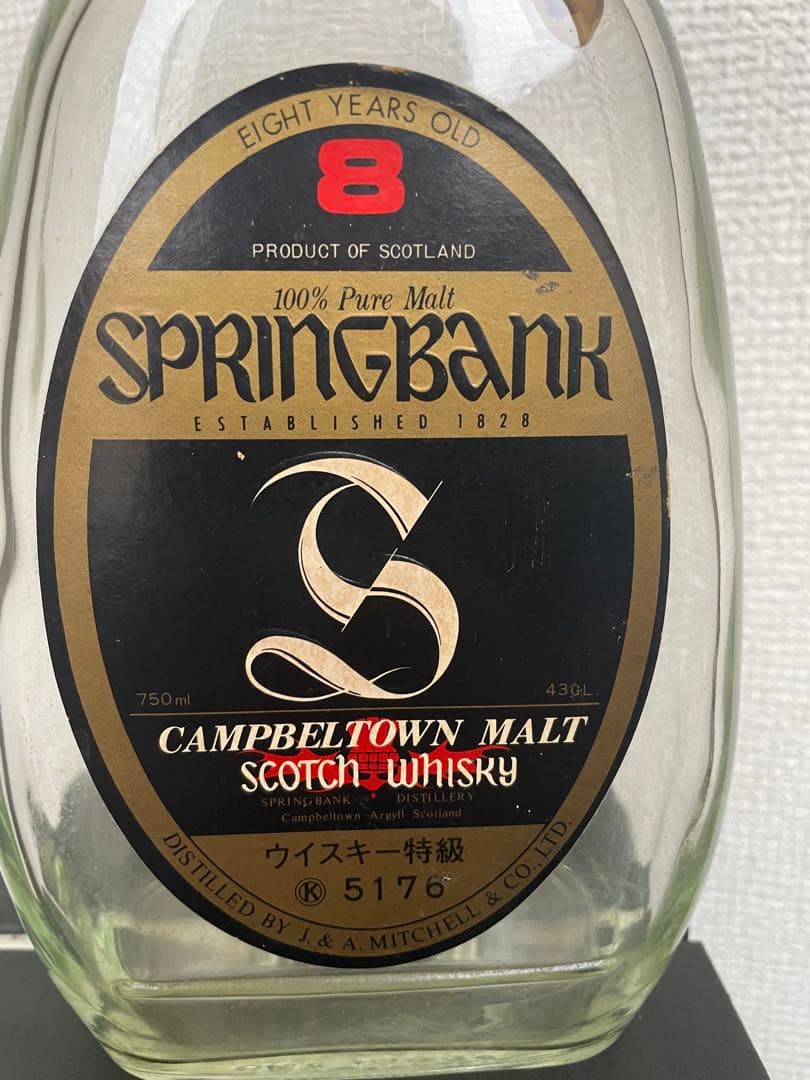 EIGHT YEARS OLD
8
PRODUCT OF SCOTLAND
100% Pure Malt
SPRINGBANK
ESTABLISHED 1828
S
750ml
43GL.
CAMPBELTOWN MALT
SCOTCH WHISKY
SPRINGBANK DISTILLERY
Campbeltown Argyll Scotland
ウイスキー特級
Ⓚ 5176
DISTILLED BY J. & A. MITCHELL & CO., LTD.